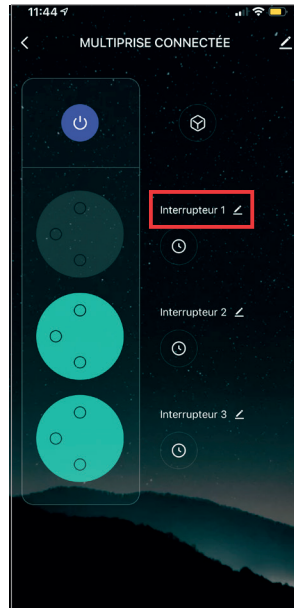 11:44
MULTIPRISE CONNECTÉE
Interrupteur 1
Interrupteur 2
Interrupteur 3